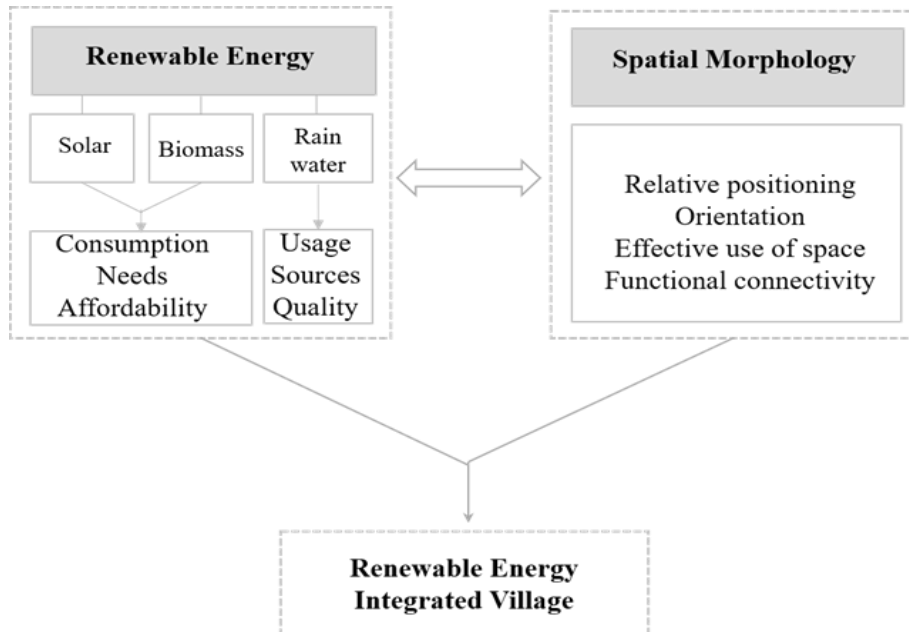 Renewable Energy
Solar
Biomass
Rain
water
Consumption
Needs
Affordability
Usage
Sources
Quality
Spatial Morphology
Relative positioning
Orientation
Effective use of space
Functional connectivity
Renewable Energy
Integrated Village